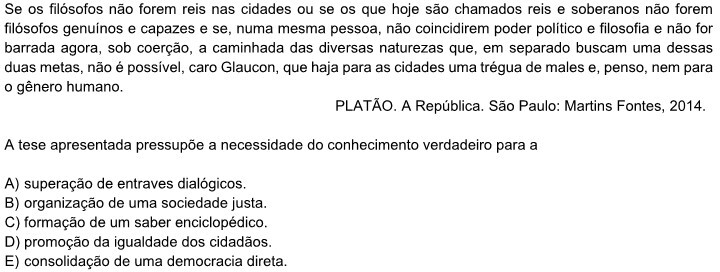 Se os filósofos não forem reis nas cidades ou se os que hoje são chamados reis e soberanos não forem
filósofos genuínos e capazes e se, numa mesma pessoa, não coincidirem poder político e filosofia e não for
barrada agora, sob coerção, a caminhada das diversas naturezas que, em separado buscam uma dessas
duas metas, não é possível, caro Glaucon, que haja para as cidades uma trégua de males e, penso, nem para
o gênero humano.
PLATÃO. A República. São Paulo: Martins Fontes, 2014.
A tese apresentada pressupõe a necessidade do conhecimento verdadeiro para a
A) superação de entraves dialógicos.
B) organização de uma sociedade justa.
C) formação de um saber enciclopédico.
D) promoção da igualdade dos cidadãos.
E) consolidação de uma democracia direta.